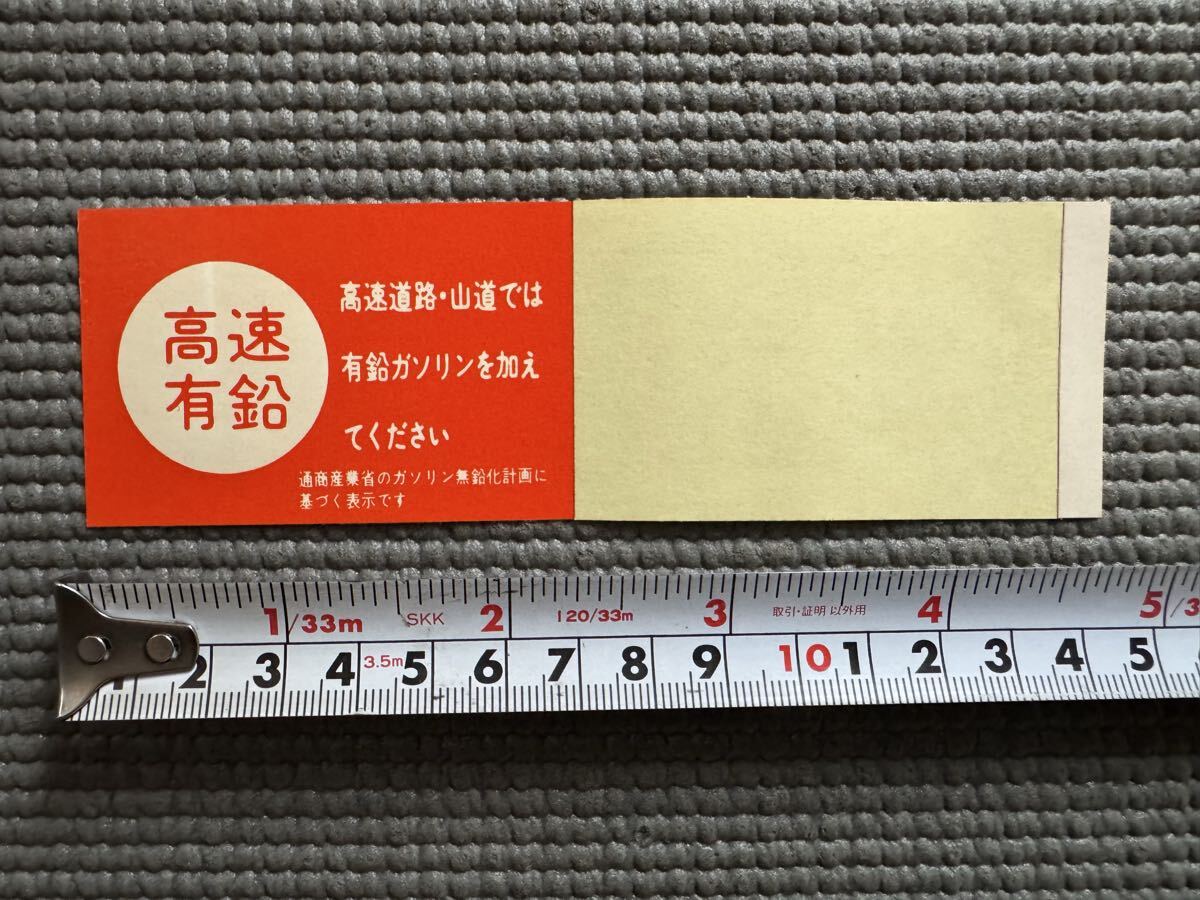 高速
有鉛
高速道路・山道では
有鉛ガソリンを加え
てください
通商産業省のガソリン無鉛化計画に
基づく表示です
1/33m SKK 2 120/33m 3 取引・証明以外用 4 5/3
1 2 3 4 3.5m 5 6 7 8 9 10 1 2 3 4 5